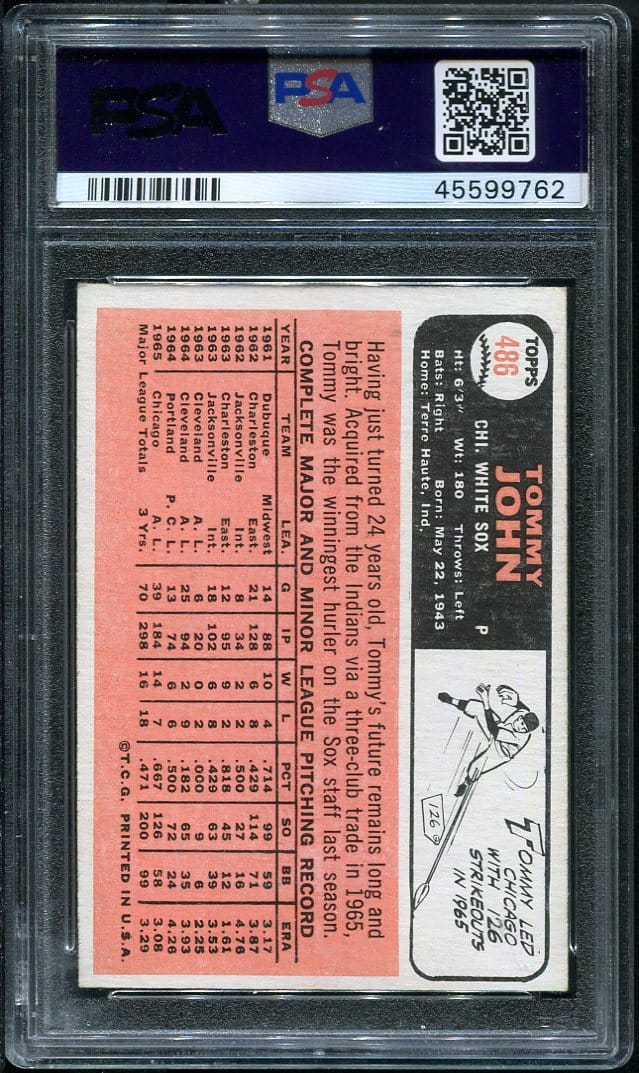 PSA
PSA
45599762
TOPPS
486
TOMMY
JOHN
CHI. WHITE SOX P
Ht: 6'3" Wt: 180 Throws: Left
Bats: Right Born: May 22, 1943
Home: Terre Haute, Ind.
126
TOMMY LED
CHICAGO
WITH 126
STRIKEOUTS
IN 1965
Having just turned 24 years old, Tommy's future remains long and
bright. Acquired from the Indians via a three-club trade in 1965,
Tommy was the winningest hurler on the Sox staff last season.
COMPLETE MAJOR AND MINOR LEAGUE PITCHING RECORD
YEAR TEAM LEA. G IP W L PCT SO BB ERA
1961 Dubuque Midwest 14 88 10 4 .714 99 59 3.17
1962 Charleston East. 21 128 6 8 .429 114 71 3.87
1962 Jacksonville Int. 8 34 2 2 .500 27 16 4.76
1963 Charleston East. 12 95 9 2 .818 45 12 1.61
1963 Jacksonville Int. 18 102 6 8 .429 63 39 3.53
1963 Cleveland A. L. 6 20 0 2 .000 9 6 2.25
1964 Cleveland A. L. 25 94 2 9 .182 65 35 3.93
1964 Portland P. C. L. 13 74 6 6 .500 72 24 4.26
1965 Chicago A. L. 39 184 14 7 .667 126 58 3.08
Major League Totals 3 Yrs. 70 298 16 18 .471 200 99 3.29
©T.C.G. PRINTED IN U.S.A.